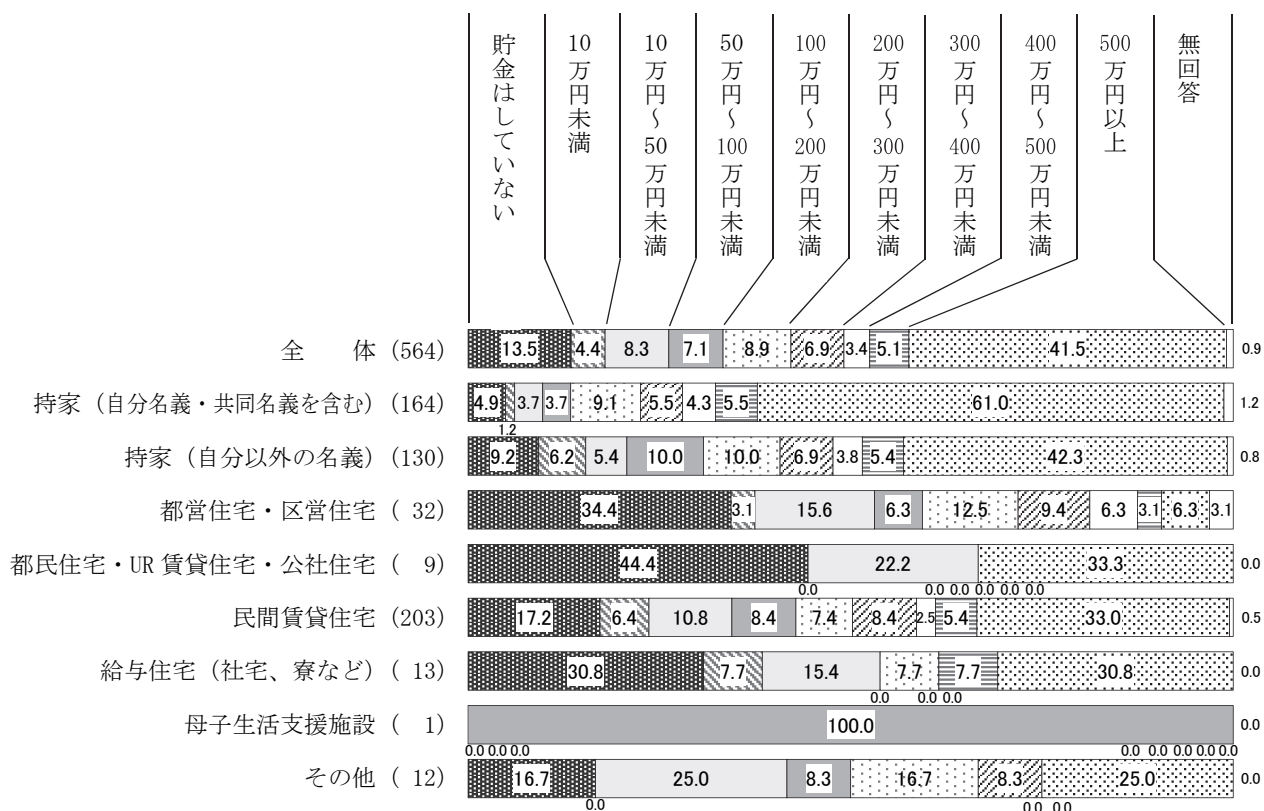 貯金はしていない
10万円未満
10万円〜50万円未満
50万円〜100万円未満
100万円〜200万円未満
200万円〜300万円未満
300万円〜400万円未満
400万円〜500万円未満
500万円以上
無回答
全　体 (564) 13.5 4.4 8.3 7.1 8.9 6.9 3.4 5.1 41.5 0.9
持家（自分名義・共同名義を含む）(164) 4.9 3.7 3.7 9.1 5.5 4.3 5.5 61.0 1.2
1.2
持家（自分以外の名義）(130) 9.2 6.2 5.4 10.0 10.0 6.9 3.8 5.4 42.3 0.8
都営住宅・区営住宅 ( 32) 34.4 3.1 15.6 6.3 12.5 9.4 6.3 3.1 6.3 3.1
都民住宅・UR 賃貸住宅・公社住宅 ( 9) 44.4 22.2 33.3 0.0
0.0 0.0 0.0 0.0 0.0 0.0
民間賃貸住宅 (203) 17.2 6.4 10.8 8.4 7.4 8.4 2.5 5.4 33.0 0.5
給与住宅（社宅、寮など）( 13) 30.8 7.7 15.4 7.7 7.7 30.8 0.0
0.0 0.0 0.0
母子生活支援施設 ( 1) 100.0 0.0
0.0 0.0 0.0 0.0 0.0 0.0 0.0 0.0
その他 ( 12) 16.7 25.0 8.3 16.7 8.3 25.0 0.0
0.0 0.0 0.0